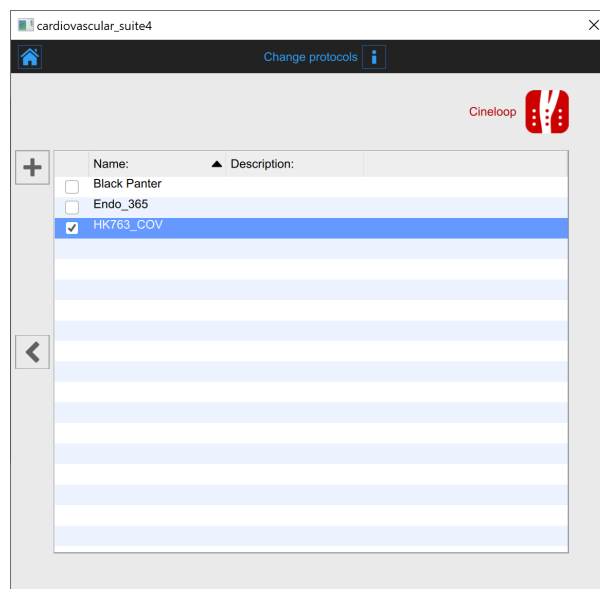 cardiovascular_suite4
Change protocols
Cineloop
Name: Description:
Black Panter
Endo_365
HK763_COV